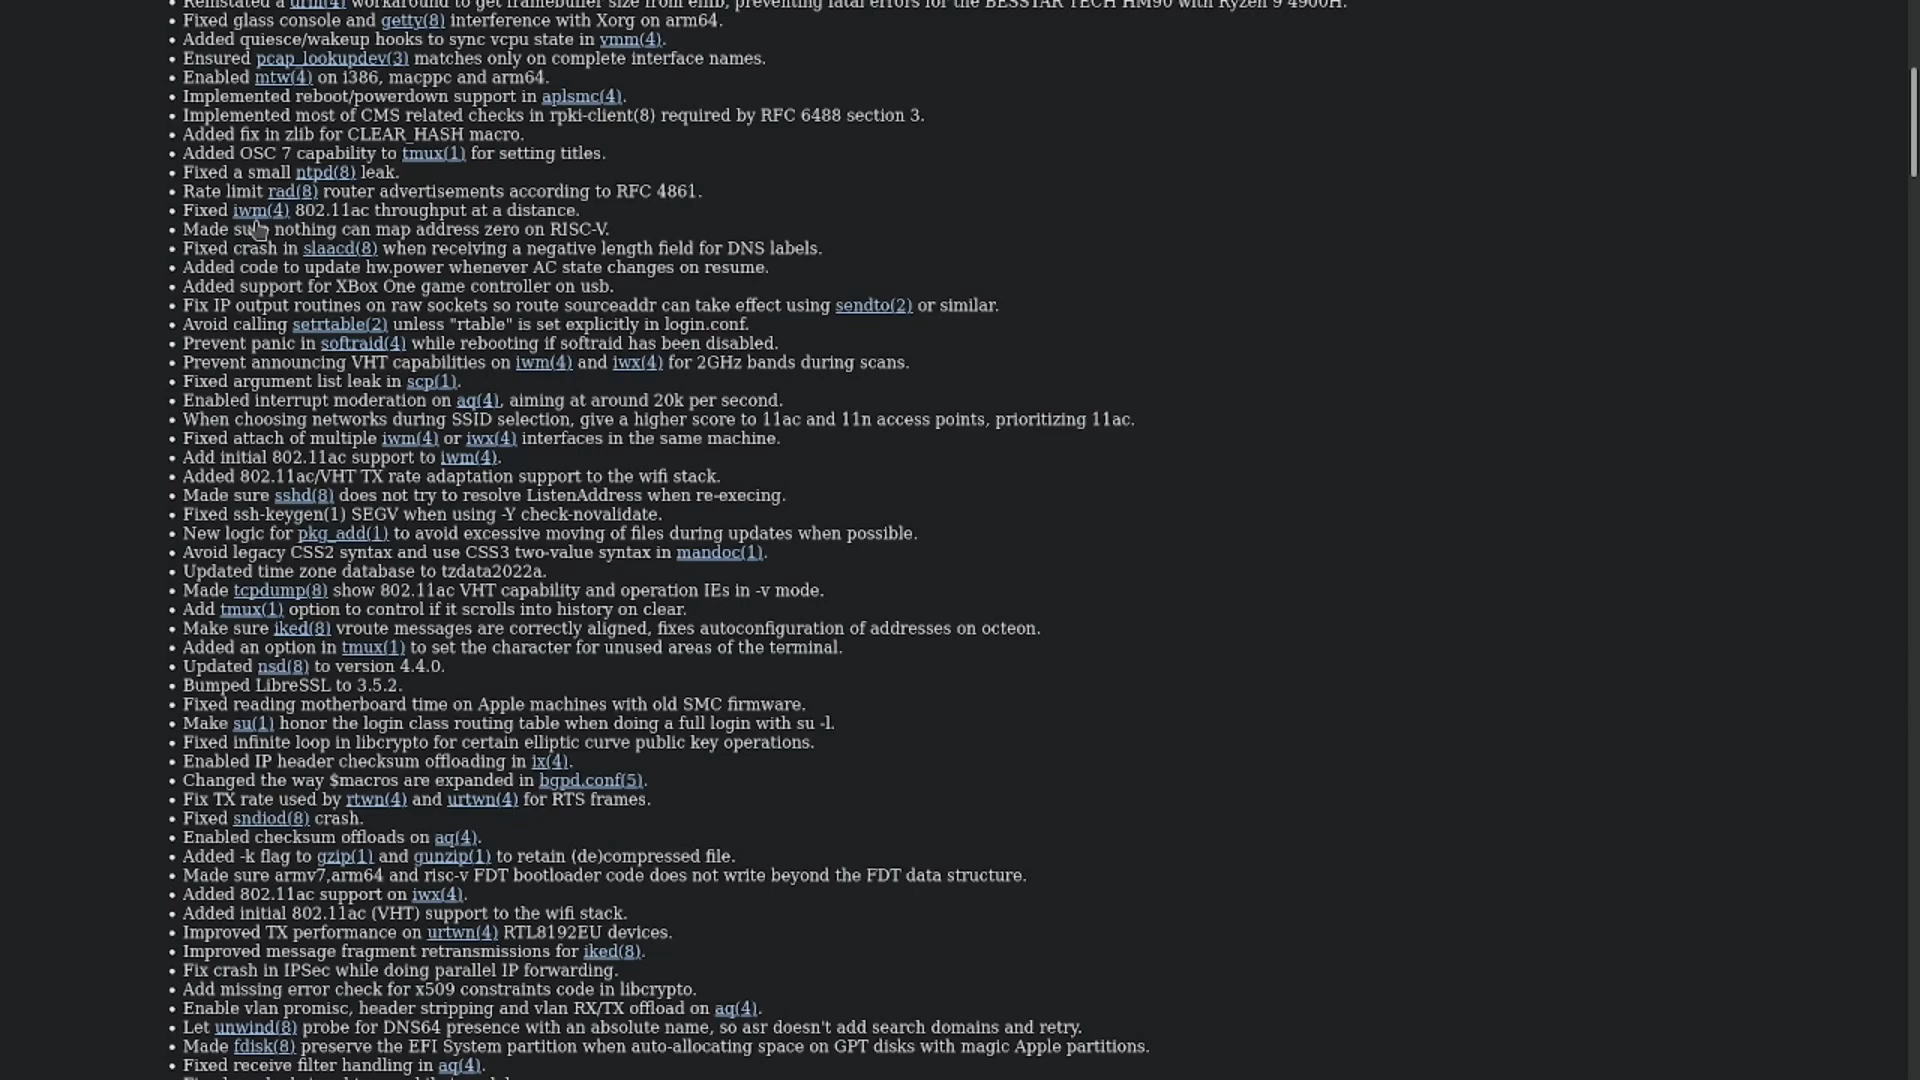 • Reinstated a drm(4) workaround to get framebuffer size from efifb, preventing fatal errors for the BESSTAR TECH HM90 with Ryzen 9 4900H.
• Fixed glass console and getty(8) interference with Xorg on arm64.
• Added quiesce/wakeup hooks to sync vcpu state in vmm(4).
• Ensured pcap_lookupdev(3) matches only on complete interface names.
• Enabled mtw(4) on i386, macppc and arm64.
• Implemented reboot/powerdown support in aplsmc(4).
• Implemented most of CMS related checks in rpki-client(8) required by RFC 6488 section 3.
• Added fix in zlib for CLEAR_HASH macro.
• Added OSC 7 capability to tmux(1) for setting titles.
• Fixed a small ntpd(8) leak.
• Rate limit rad(8) router advertisements according to RFC 4861.
• Fixed iwm(4) 802.11ac throughput at a distance.
• Made sure nothing can map address zero on RISC-V.
• Fixed crash in slaacd(8) when receiving a negative length field for DNS labels.
• Added code to update hw.power whenever AC state changes on resume.
• Added support for XBox One game controller on usb.
• Fix IP output routines on raw sockets so route sourceaddr can take effect using sendto(2) or similar.
• Avoid calling setrtable(2) unless "rtable" is set explicitly in login.conf.
• Prevent panic in softraid(4) while rebooting if softraid has been disabled.
• Prevent announcing VHT capabilities on iwm(4) and iwx(4) for 2GHz bands during scans.
• Fixed argument list leak in scp(1).
• Enabled interrupt moderation on aq(4), aiming at around 20k per second.
• When choosing networks during SSID selection, give a higher score to 11ac and 11n access points, prioritizing 11ac.
• Fixed attach of multiple iwm(4) or iwx(4) interfaces in the same machine.
• Add initial 802.11ac support to iwm(4).
• Added 802.11ac/VHT TX rate adaptation support to the wifi stack.
• Made sure sshd(8) does not try to resolve ListenAddress when re-execing.
• Fixed ssh-keygen(1) SEGV when using -Y check-novalidate.
• New logic for pkg_add(1) to avoid excessive moving of files during updates when possible.
• Avoid legacy CSS2 syntax and use CSS3 two-value syntax in mandoc(1).
• Updated time zone database to tzdata2022a.
• Made tcpdump(8) show 802.11ac VHT capability and operation IEs in -v mode.
• Add tmux(1) option to control if it scrolls into history on clear.
• Make sure iked(8) vroute messages are correctly aligned, fixes autoconfiguration of addresses on octeon.
• Added an option in tmux(1) to set the character for unused areas of the terminal.
• Updated nsd(8) to version 4.4.0.
• Bumped LibreSSL to 3.5.2.
• Fixed reading motherboard time on Apple machines with old SMC firmware.
• Make su(1) honor the login class routing table when doing a full login with su -l.
• Fixed infinite loop in libcrypto for certain elliptic curve public key operations.
• Enabled IP header checksum offloading in ix(4).
• Changed the way $macros are expanded in bgpd.conf(5).
• Fix TX rate used by rtwn(4) and urtwn(4) for RTS frames.
• Fixed sndiod(8) crash.
• Enabled checksum offloads on aq(4).
• Added -k flag to gzip(1) and gunzip(1) to retain (de)compressed file.
• Made sure armv7,arm64 and risc-v FDT bootloader code does not write beyond the FDT data structure.
• Added 802.11ac support on iwx(4).
• Added initial 802.11ac (VHT) support to the wifi stack.
• Improved TX performance on urtwn(4) RTL8192EU devices.
• Improved message fragment retransmissions for iked(8).
• Fix crash in IPSec while doing parallel IP forwarding.
• Add missing error check for x509 constraints code in libcrypto.
• Enable vlan promisc, header stripping and vlan RX/TX offload on aq(4).
• Let unwind(8) probe for DNS64 presence with an absolute name, so asr doesn't add search domains and retry.
• Made fdisk(8) preserve the EFI System partition when auto-allocating space on GPT disks with magic Apple partitions.
• Fixed receive filter handling in aq(4).